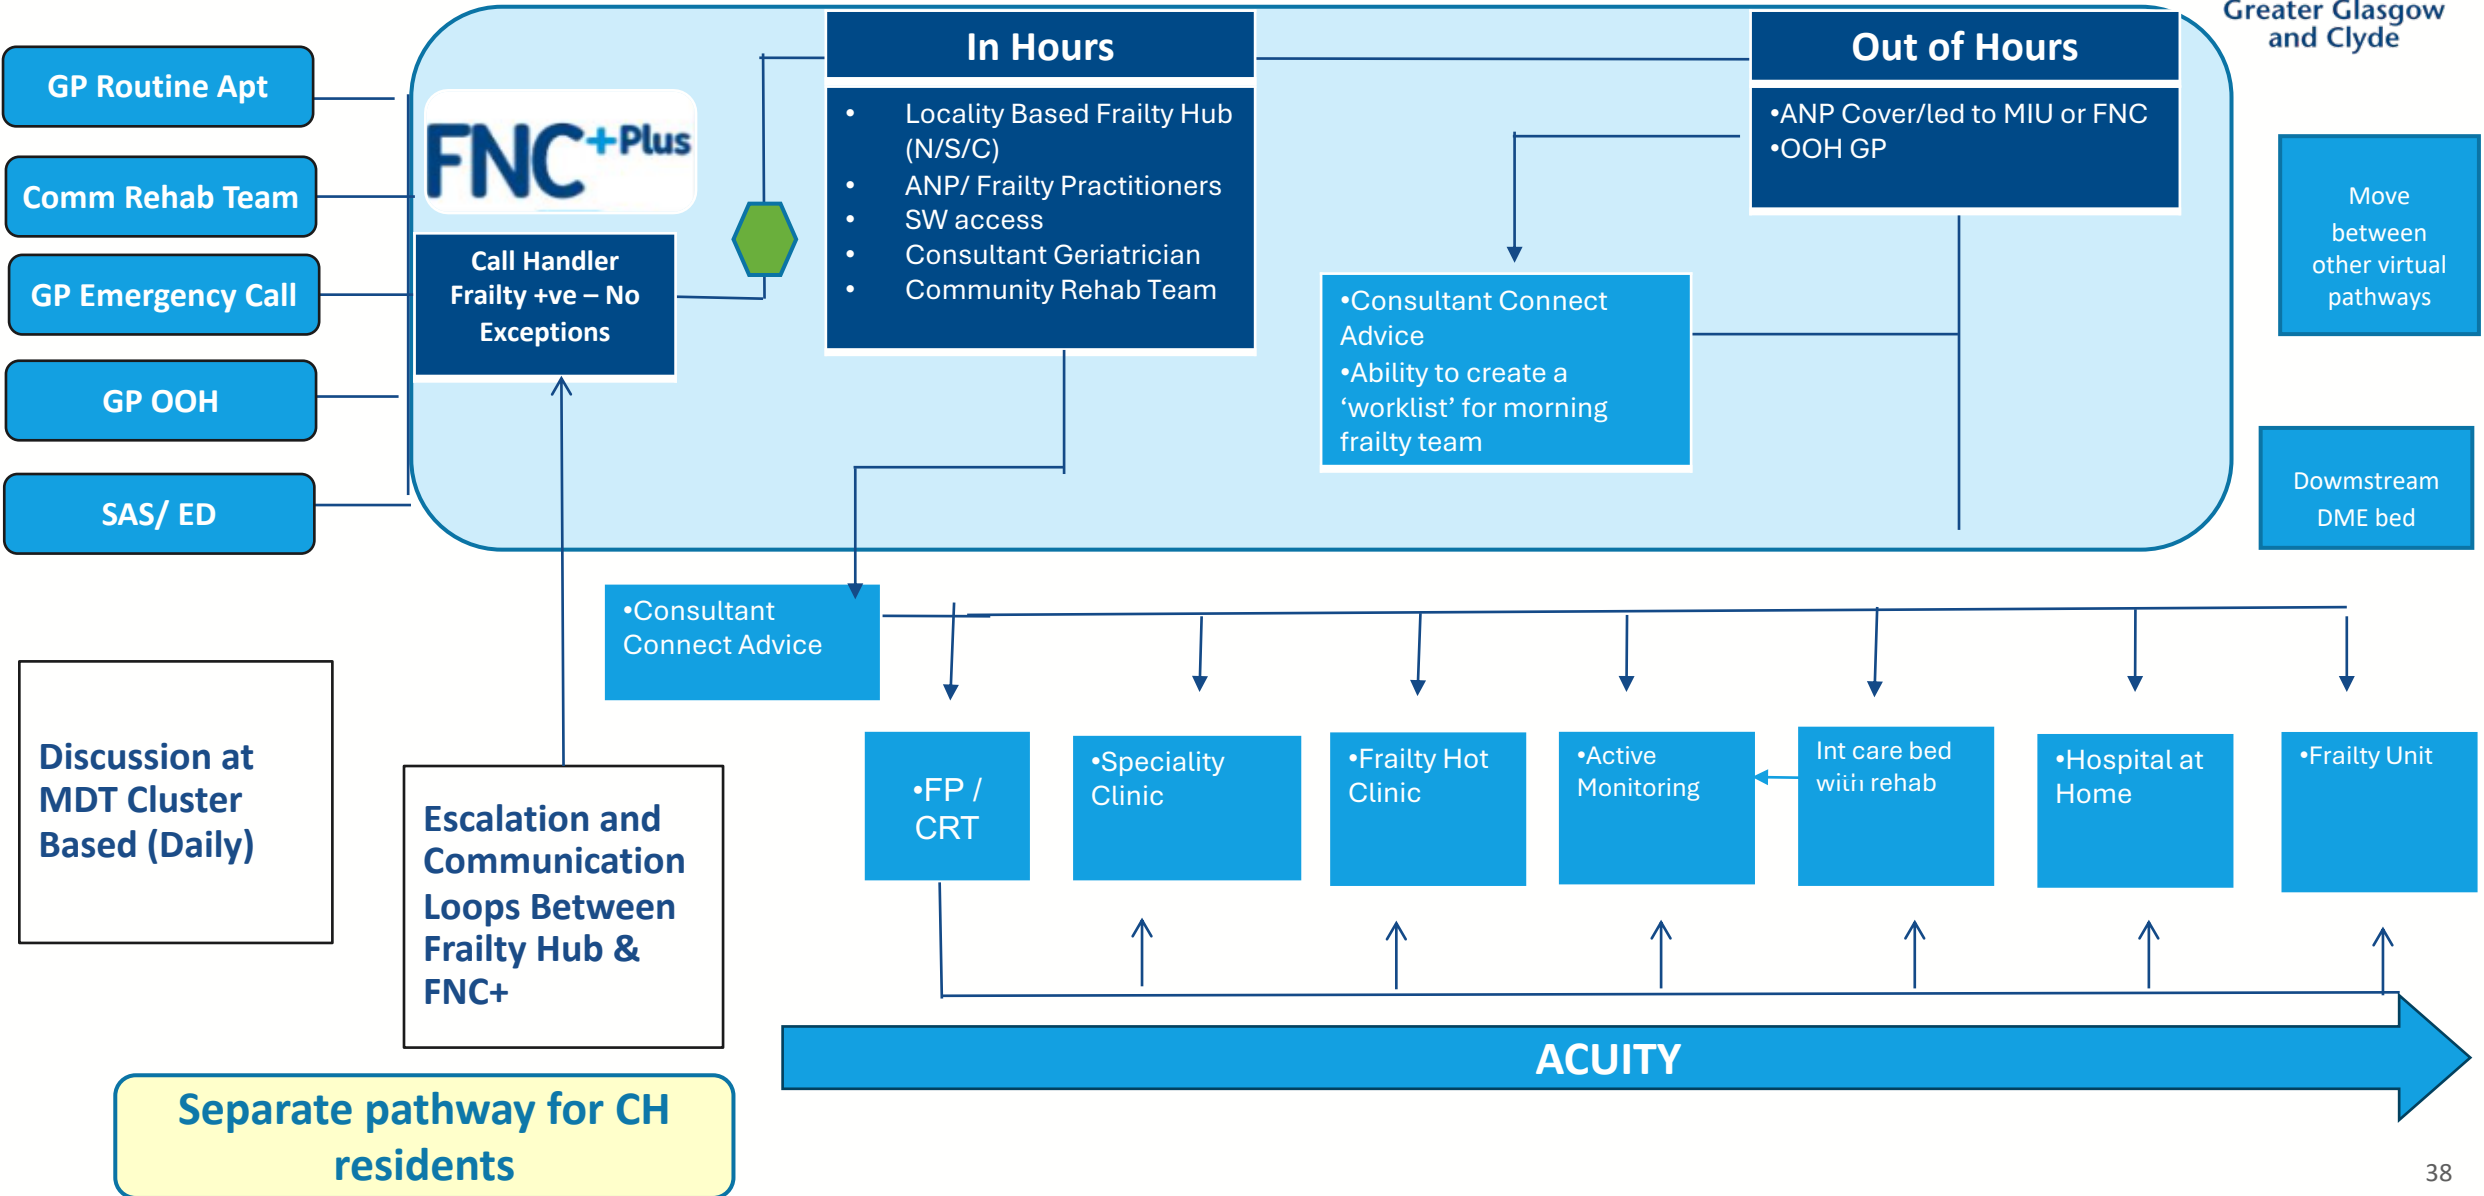 Greater Glasgow
and Clyde
GP Routine Apt
Comm Rehab Team
GP Emergency Call
GP OOH
SAS/ ED
FNC+Plus
Call Handler
Frailty +ve – No
Exceptions
In Hours
• Locality Based Frailty Hub
(N/S/C)
• ANP/ Frailty Practitioners
• SW access
• Consultant Geriatrician
• Community Rehab Team
Out of Hours
•ANP Cover/led to MIU or FNC
•OOH GP
•Consultant Connect
Advice
•Ability to create a
‘worklist’ for morning
frailty team
Move
between
other virtual
pathways
Dowmstream
DME bed
•Consultant
Connect Advice
•FP /
CRT
•Speciality
Clinic
•Frailty Hot
Clinic
•Active
Monitoring
Int care bed
with rehab
•Hospital at
Home
•Frailty Unit
Discussion at
MDT Cluster
Based (Daily)
Escalation and
Communication
Loops Between
Frailty Hub &
FNC+
ACUITY
Separate pathway for CH
residents
38